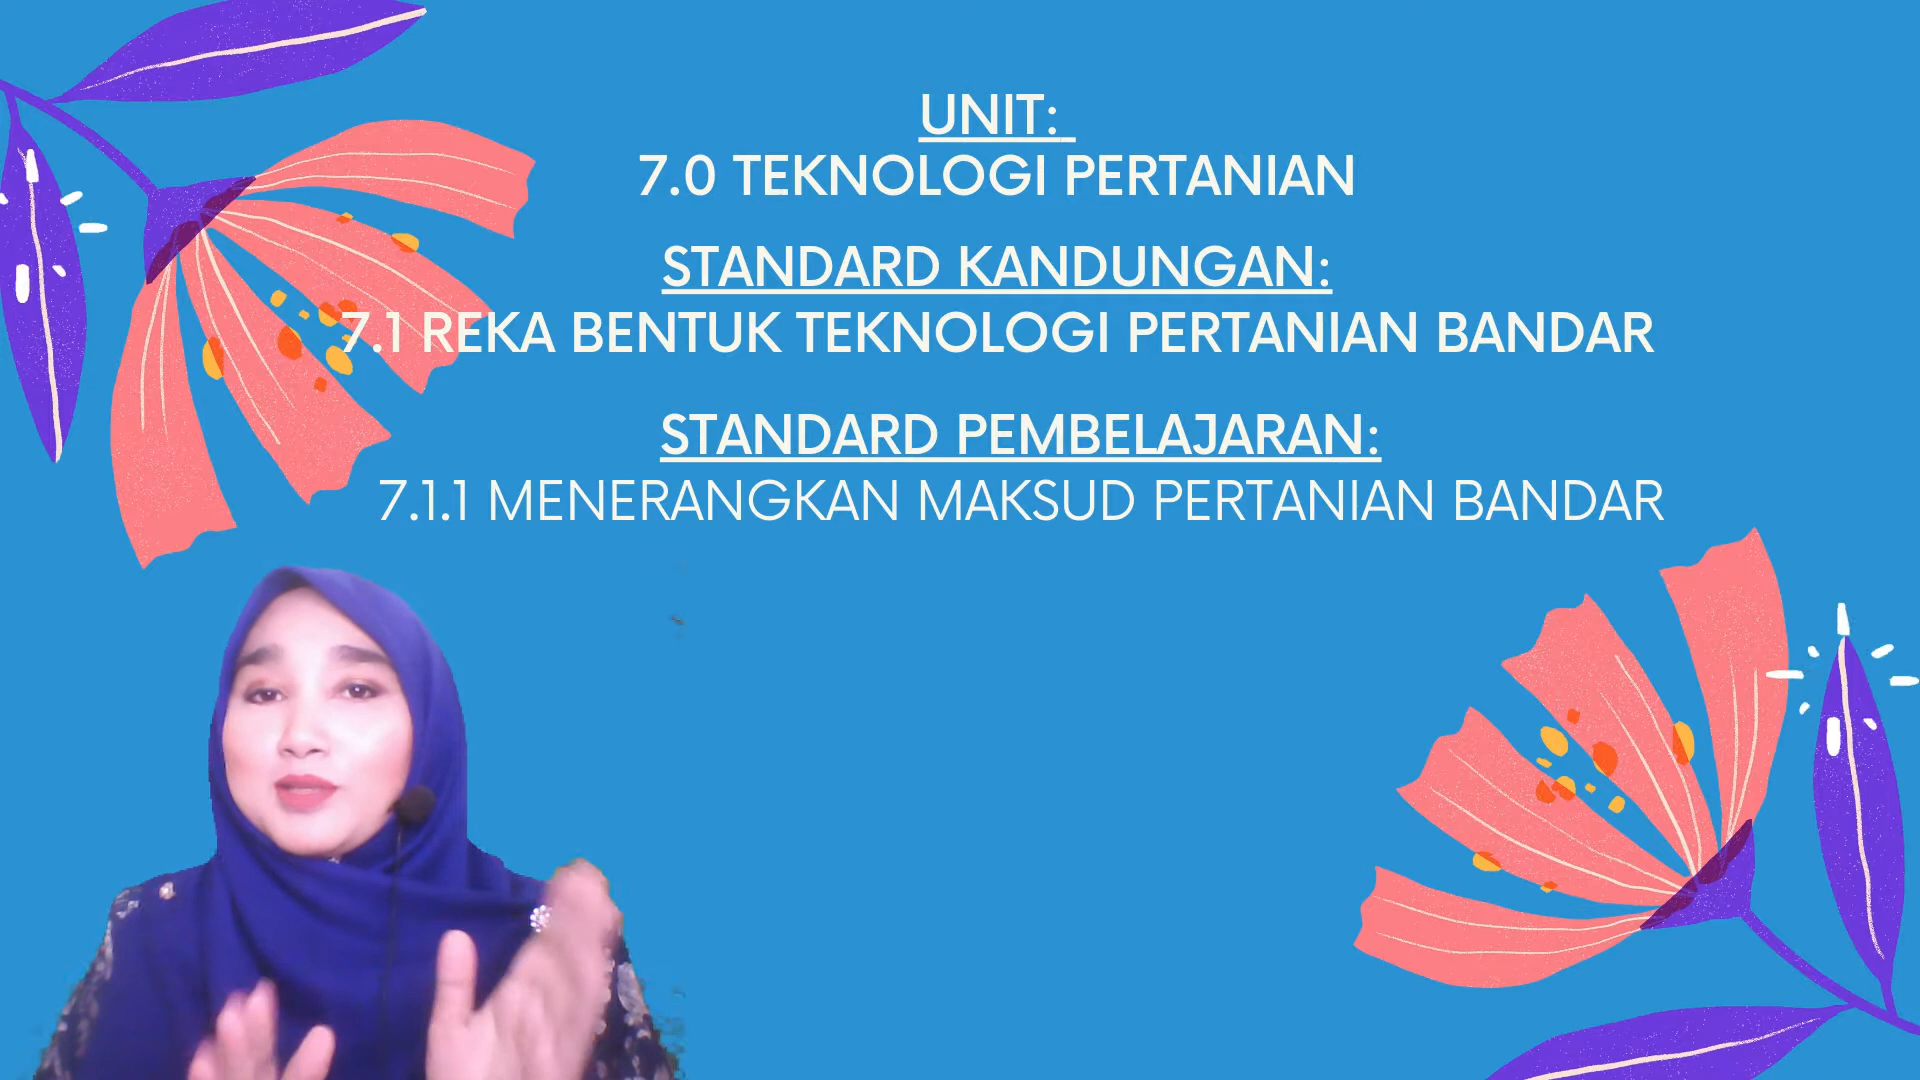 UNIT:
7.0 TEKNOLOGI PERTANIAN
STANDARD KANDUNGAN:
7.1 REKA BENTUK TEKNOLOGI PERTANIAN BANDAR
STANDARD PEMBELAJARAN:
7.1.1 MENERANGKAN MAKSUD PERTANIAN BANDAR